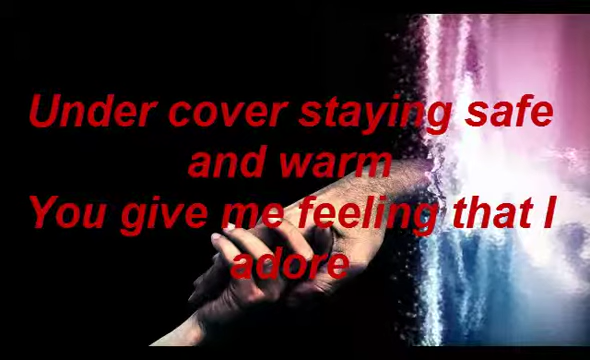 Under cover staying safe
and warm
You give me feeling that I
adore